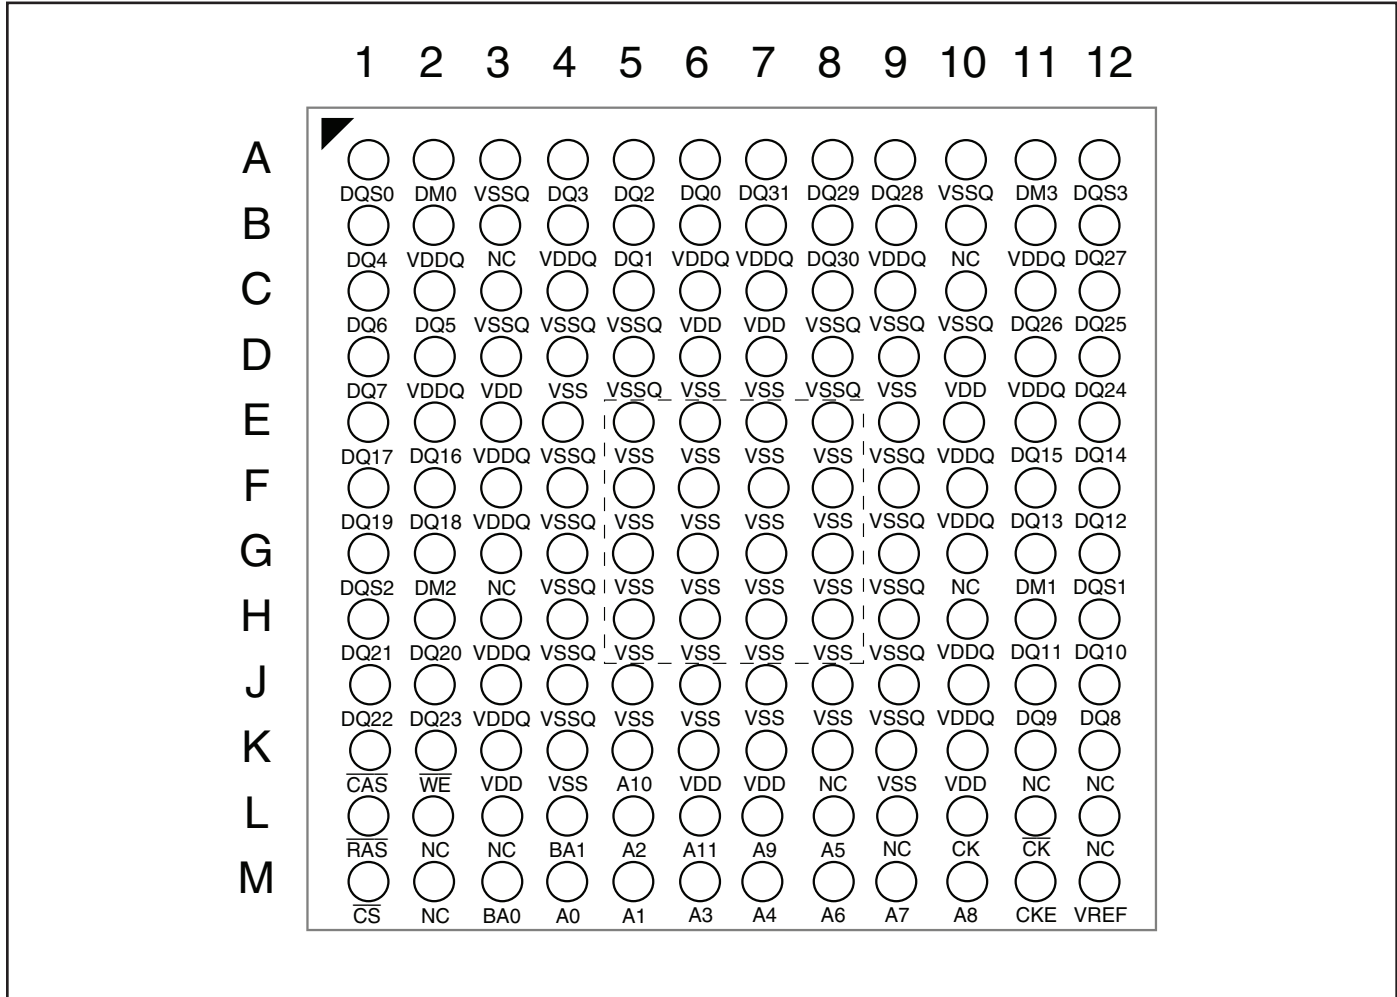 1 2 3 4 5 6 7 8 9 10 11 12
A
DQS0 DM0 VSSQ DQ3 DQ2 DQ0 DQ31 DQ29 DQ28 VSSQ DM3 DQS3
B
DQ4 VDDQ NC VDDQ DQ1 VDDQ VDDQ DQ30 VDDQ NC VDDQ DQ27
C
DQ6 DQ5 VSSQ VSSQ VSSQ VDD VDD VSSQ VSSQ VSSQ DQ26 DQ25
D
DQ7 VDDQ VDD VSS VSSQ VSS VSS VSSQ VSS VDD VDDQ DQ24
E
DQ17 DQ16 VDDQ VSSQ VSS VSS VSS VSS VSSQ VDDQ DQ15 DQ14
F
DQ19 DQ18 VDDQ VSSQ VSS VSS VSS VSS VSSQ VDDQ DQ13 DQ12
G
DQS2 DM2 NC VSSQ VSS VSS VSS VSS VSSQ NC DM1 DQS1
H
DQ21 DQ20 VDDQ VSSQ VSS VSS VSS VSS VSSQ VDDQ DQ11 DQ10
J
DQ22 DQ23 VDDQ VSSQ VSS VSS VSS VSS VSSQ VDDQ DQ9 DQ8
K
C̅A̅S̅ W̅E̅ VDD VSS A10 VDD VDD NC VSS VDD NC NC
L
R̅A̅S̅ NC NC BA1 A2 A11 A9 A5 NC CK C̅K̅ NC
M
C̅S̅ NC BA0 A0 A1 A3 A4 A6 A7 A8 CKE VREF